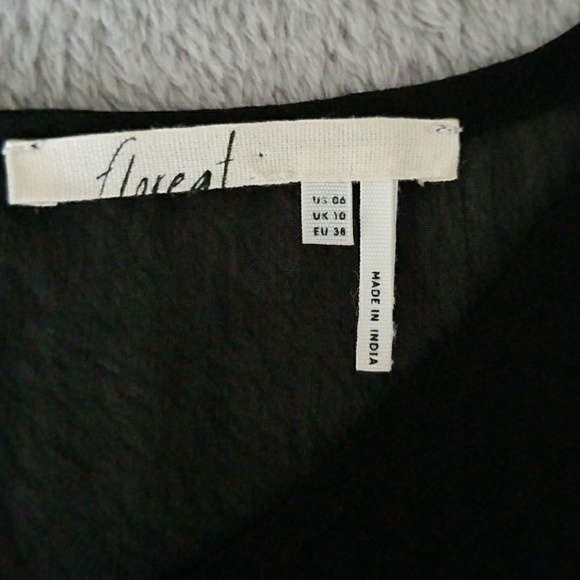 floreat
US 06
UK 10
EU 38
MADE IN INDIA